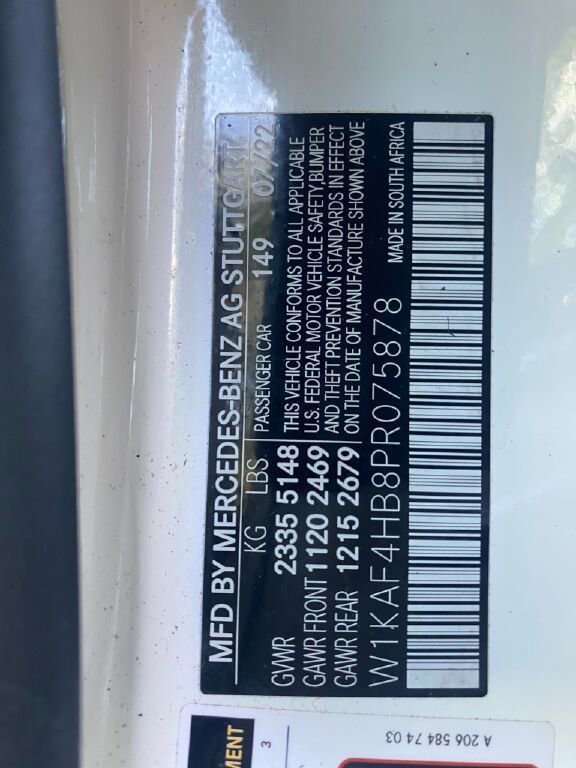 MFD BY MERCEDES-BENZ AG STUTTGART
KG LBS PASSENGER CAR 149 07/22
GVWR 2335 5148
GAWR FRONT 1120 2469
GAWR REAR 1215 2679
THIS VEHICLE CONFORMS TO ALL APPLICABLE
U.S. FEDERAL MOTOR VEHICLE SAFETY, BUMPER
AND THEFT PREVENTION STANDARDS IN EFFECT
ON THE DATE OF MANUFACTURE SHOWN ABOVE
W1KAF4HB8PR075878 MADE IN SOUTH AFRICA
MENT
3
A 206 584 74 03